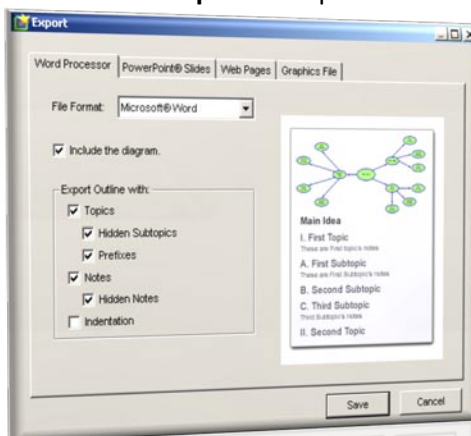 Export
Word Processor PowerPoint® Slides Web Pages Graphics File
File Format: Microsoft® Word
Include the diagram.
Export Outline with:
Topics
Hidden Subtopics
Prefixes
Notes
Hidden Notes
Indentation
Main Idea
I. First Topic
These are First topic's notes
A. First Subtopic
These are First Subtopic's notes
B. Second Subtopic
C. Third Subtopic
Third Subtopic's notes
II. Second Topic
Save Cancel